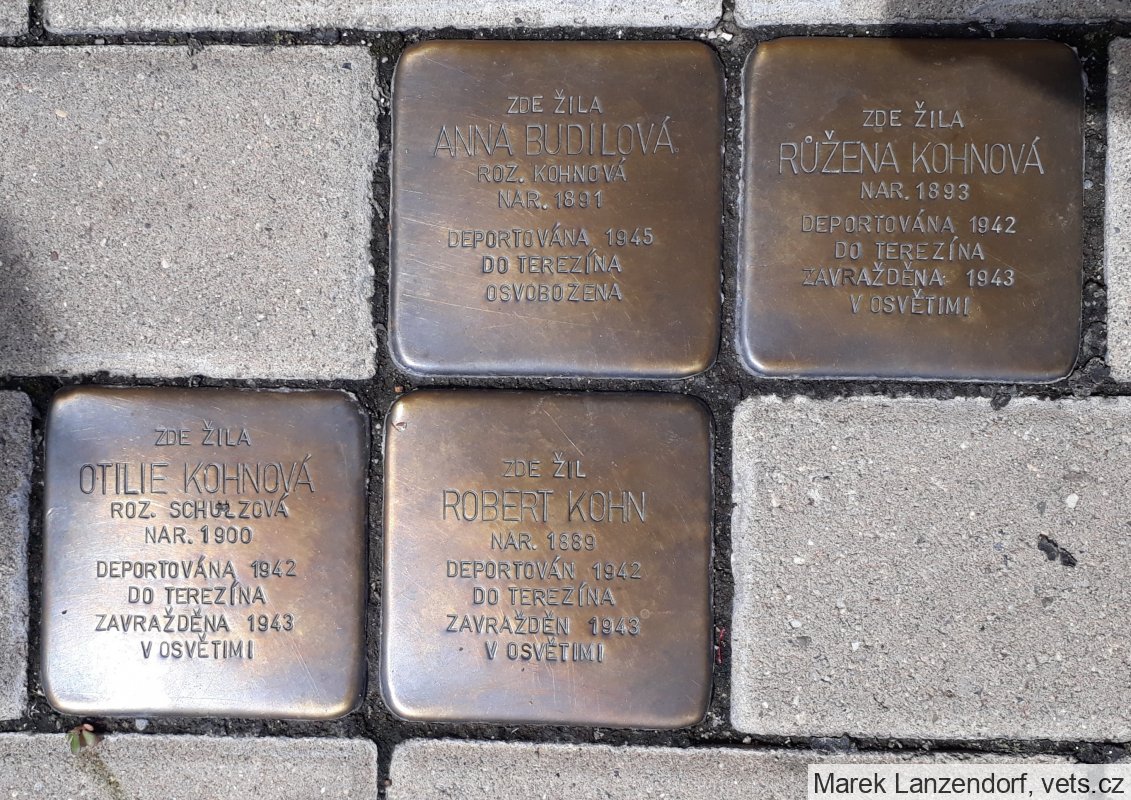 ZDE ŽILA
ANNA BUDILOVÁ
ROZ. KOHNOVÁ
NAR. 1891
DEPORTOVÁNA 1945
DO TEREZÍNA
OSVOBOZENA
ZDE ŽILA
RŮŽENA KOHNOVÁ
NAR. 1893
DEPORTOVÁNA 1942
DO TEREZÍNA
ZAVRAŽDĚNA 1943
V OSVĚTIMI
ZDE ŽILA
OTILIE KOHNOVÁ
ROZ. SCHULZOVÁ
NAR. 1900
DEPORTOVÁNA 1942
DO TEREZÍNA
ZAVRAŽDĚNA 1943
V OSVĚTIMI
ZDE ŽIL
ROBERT KOHN
NAR. 1889
DEPORTOVÁN 1942
DO TEREZÍNA
ZAVRAŽDĚN 1943
V OSVĚTIMI
Marek Lanzendorf, vets.cz